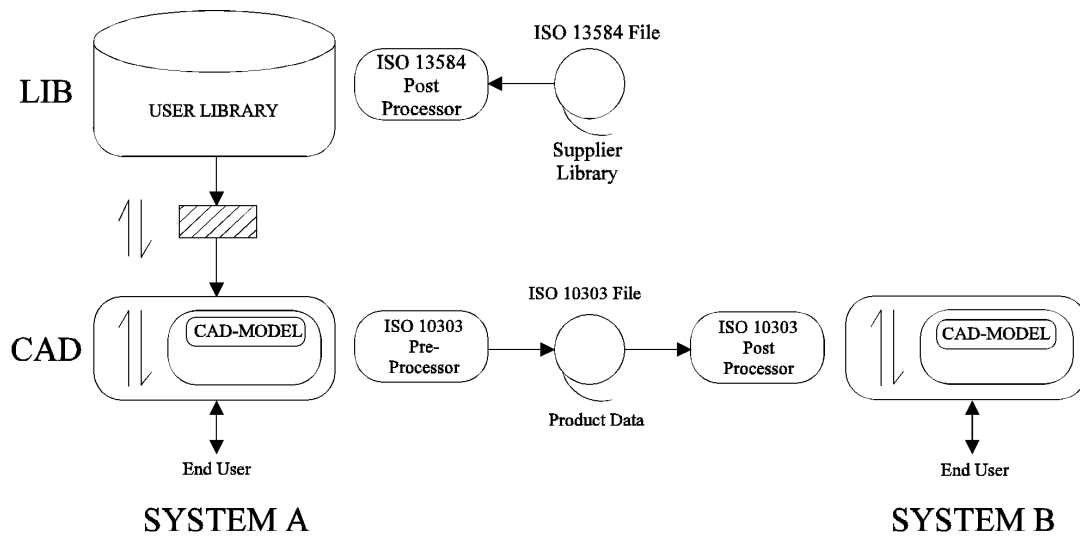 ISO 13584 File
LIB
USER LIBRARY
ISO 13584
Post
Processor
Supplier
Library
ISO 10303 File
CAD
CAD-MODEL
ISO 10303
Pre-
Processor
ISO 10303
Post
Processor
CAD-MODEL
Product Data
End User
End User
SYSTEM A
SYSTEM B